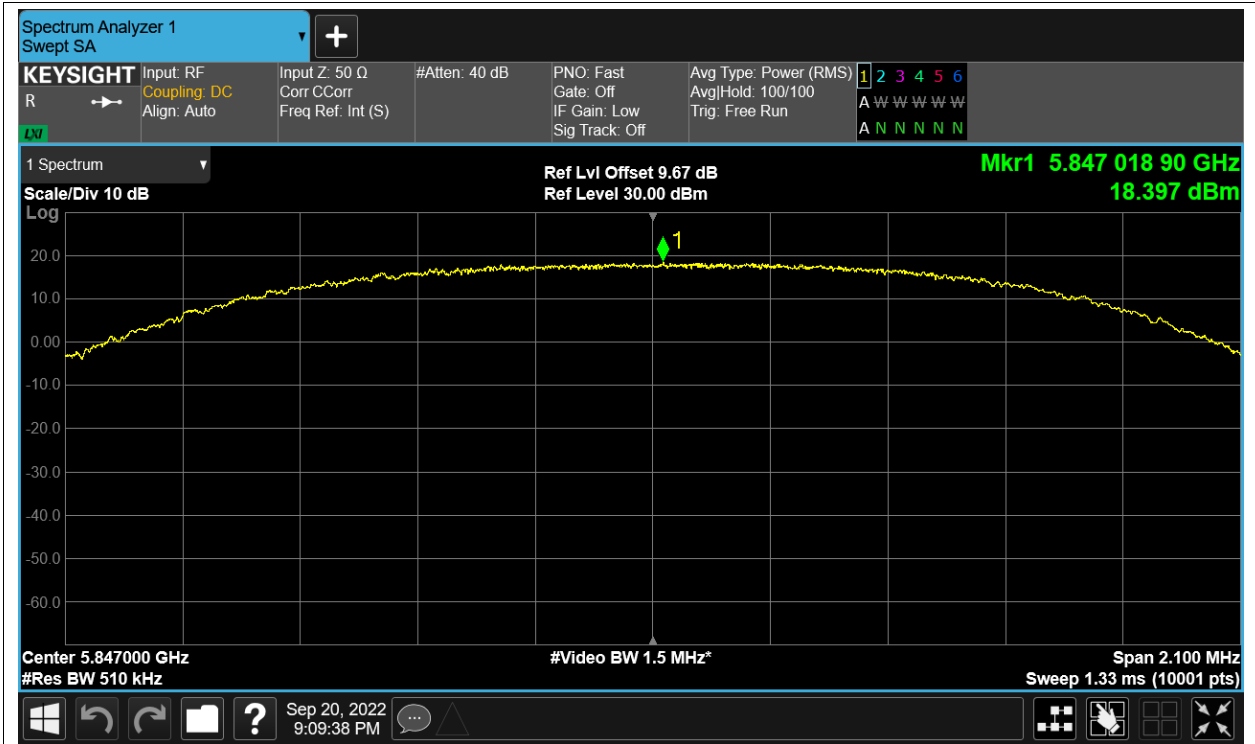 Spectrum Analyzer 1
Swept SA
KEYSIGHT
R
LXI
Input: RF
Coupling: DC
Align: Auto
Input Z: 50 Ω
Corr CCorr
Freq Ref: Int (S)
#Atten: 40 dB
PNO: Fast
Gate: Off
IF Gain: Low
Sig Track: Off
Avg Type: Power (RMS)
Avg|Hold: 100/100
Trig: Free Run
1 2 3 4 5 6
A W W W W W
A N N N N N
1 Spectrum
Scale/Div 10 dB
Log
Ref Lvl Offset 9.67 dB
Ref Level 30.00 dBm
Mkr1 5.847 018 90 GHz
18.397 dBm
1
20.0
10.0
0.00
-10.0
-20.0
-30.0
-40.0
-50.0
-60.0
Center 5.847000 GHz
#Video BW 1.5 MHz*
Span 2.100 MHz
#Res BW 510 kHz
Sweep 1.33 ms (10001 pts)
?
Sep 20, 2022
9:09:38 PM